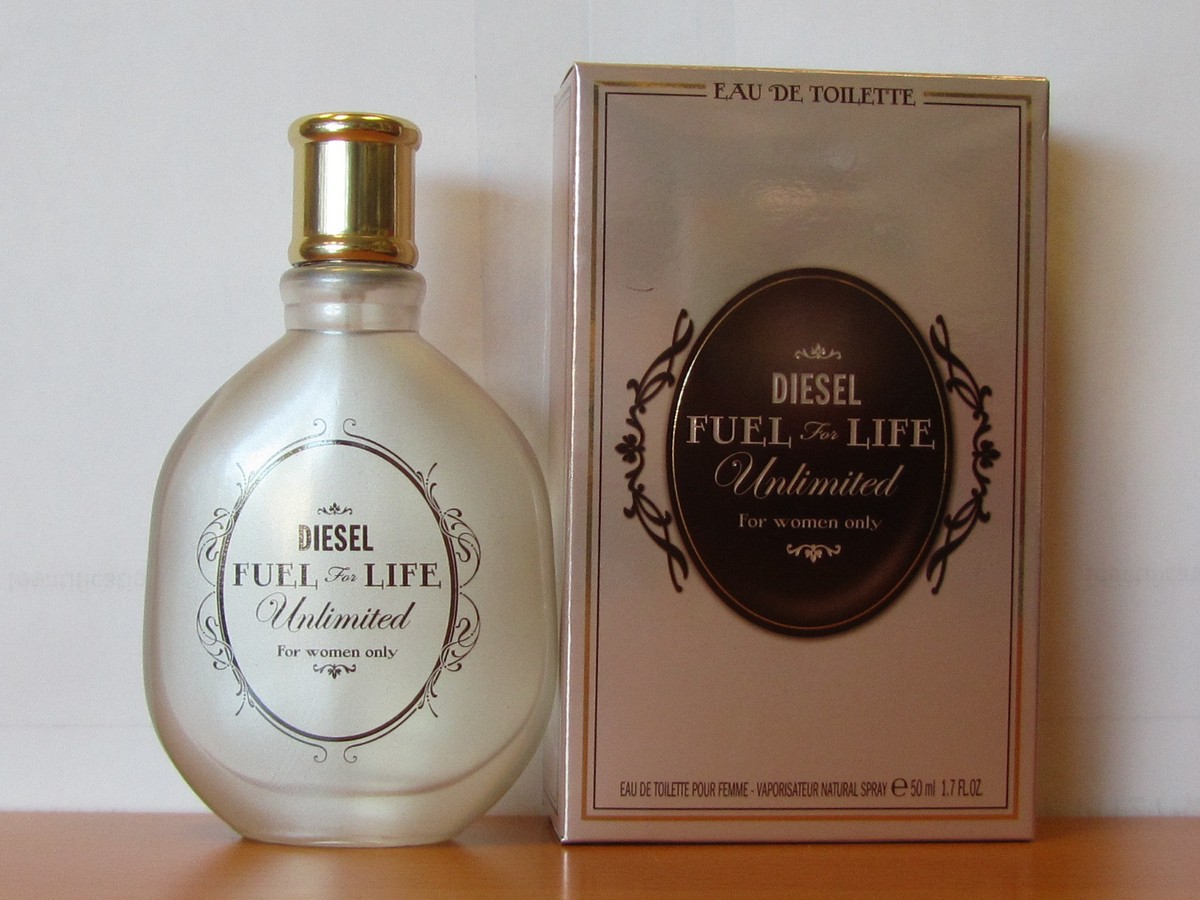 DIESEL
FUEL For LIFE
Unlimited
For women only
EAU DE TOILETTE
DIESEL
FUEL For LIFE
Unlimited
For women only
EAU DE TOILETTE POUR FEMME - VAPORISATEUR NATURAL SPRAY ℮ 50 ml 1.7 FL.OZ.